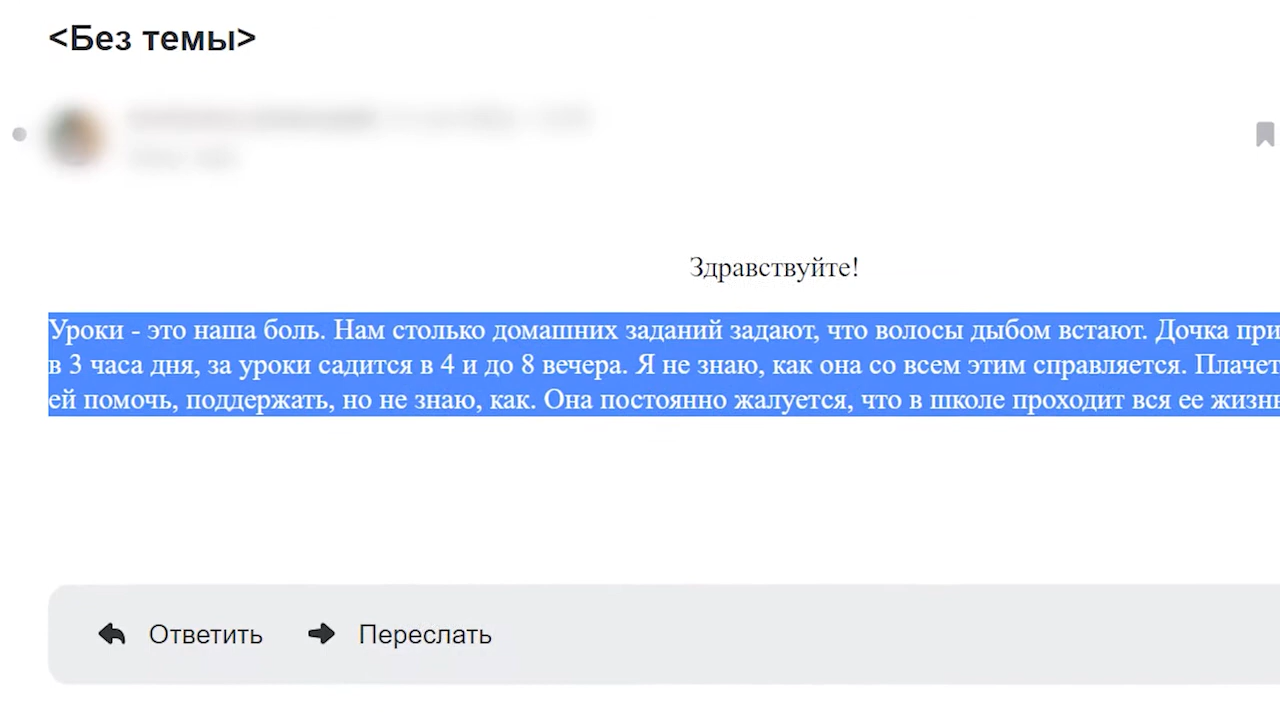 <Без темы>
Здравствуйте!
Уроки - это наша боль. Нам столько домашних заданий задают, что волосы дыбом встают. Дочка
в 3 часа дня, за уроки садится в 4 и до 8 вечера. Я не знаю, как она со всем этим справляется. Плачет
ей помочь, поддержать, но не знаю, как. Она постоянно жалуется, что в школе проходит вся ее жизнь
Ответить
Переслать